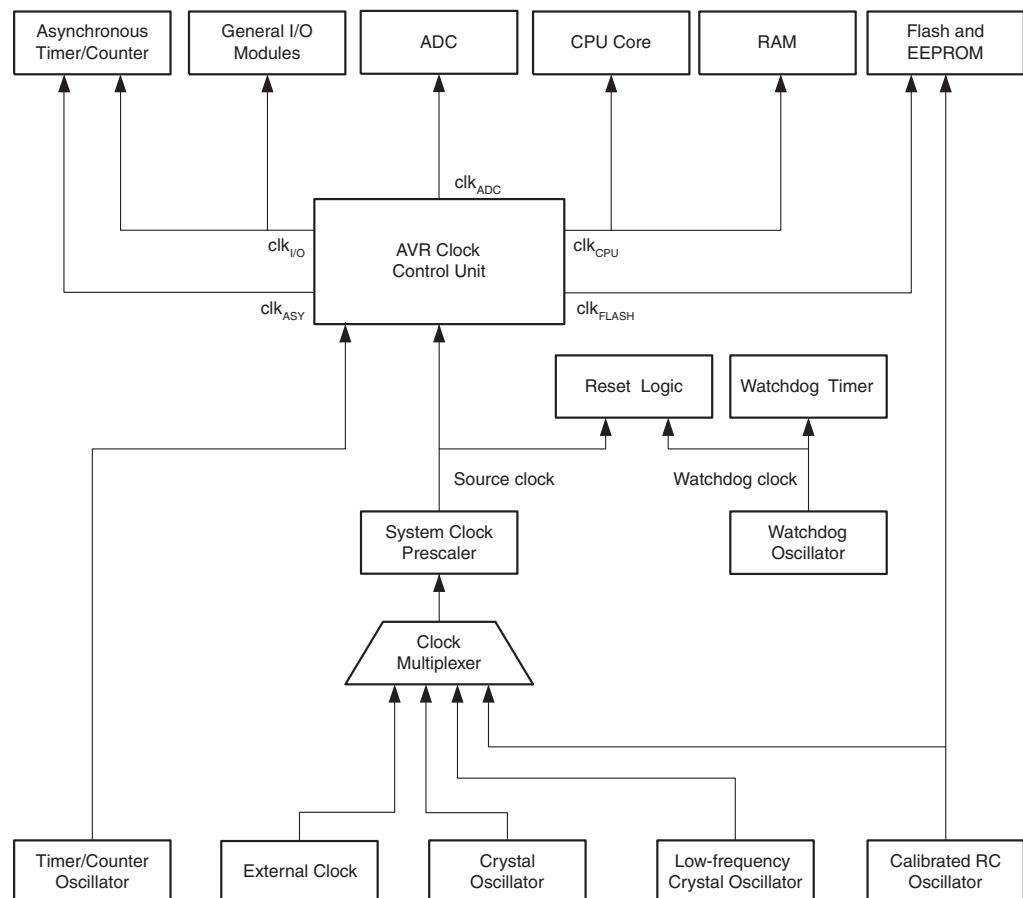 Asynchronous
Timer/Counter
General I/O
Modules
ADC
CPU Core
RAM
Flash and
EEPROM
clkADC
clkI/O
AVR Clock
Control Unit
clkCPU
clkASY
clkFLASH
Reset Logic
Watchdog Timer
Source clock
Watchdog clock
System Clock
Prescaler
Watchdog
Oscillator
Clock
Multiplexer
Timer/Counter
Oscillator
External Clock
Crystal
Oscillator
Low-frequency
Crystal Oscillator
Calibrated RC
Oscillator